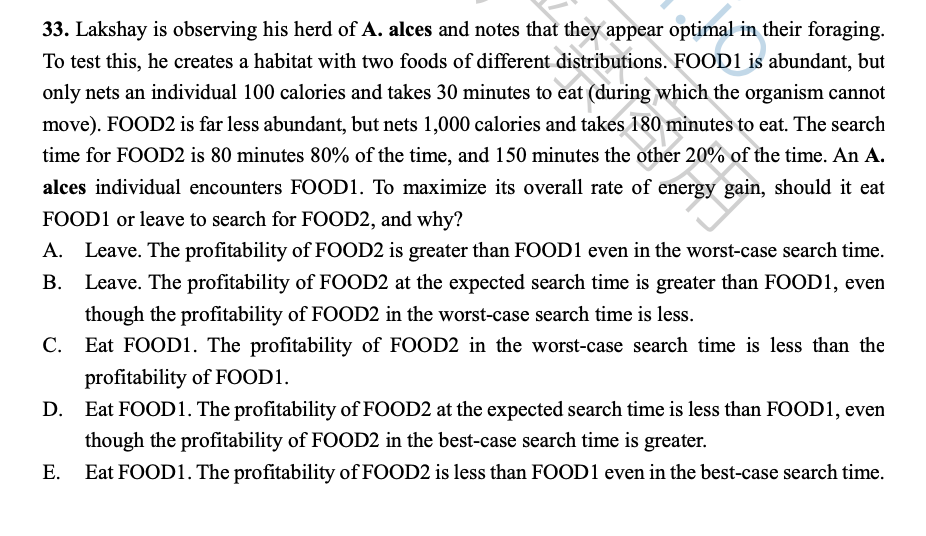 33. Lakshay is observing his herd of A. alces and notes that they appear optimal in their foraging.
To test this, he creates a habitat with two foods of different distributions. FOOD1 is abundant, but
only nets an individual 100 calories and takes 30 minutes to eat (during which the organism cannot
move). FOOD2 is far less abundant, but nets 1,000 calories and takes 180 minutes to eat. The search
time for FOOD2 is 80 minutes 80% of the time, and 150 minutes the other 20% of the time. An A.
alces individual encounters FOOD1. To maximize its overall rate of energy gain, should it eat
FOOD1 or leave to search for FOOD2, and why?
A. Leave. The profitability of FOOD2 is greater than FOOD1 even in the worst-case search time.
B. Leave. The profitability of FOOD2 at the expected search time is greater than FOOD1, even
though the profitability of FOOD2 in the worst-case search time is less.
C. Eat FOOD1. The profitability of FOOD2 in the worst-case search time is less than the
profitability of FOOD1.
D. Eat FOOD1. The profitability of FOOD2 at the expected search time is less than FOOD1, even
though the profitability of FOOD2 in the best-case search time is greater.
E. Eat FOOD1. The profitability of FOOD2 is less than FOOD1 even in the best-case search time.